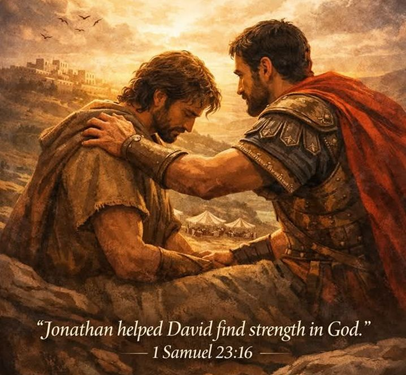 “Jonathan helped David find strength in God.”
1 Samuel 23:16